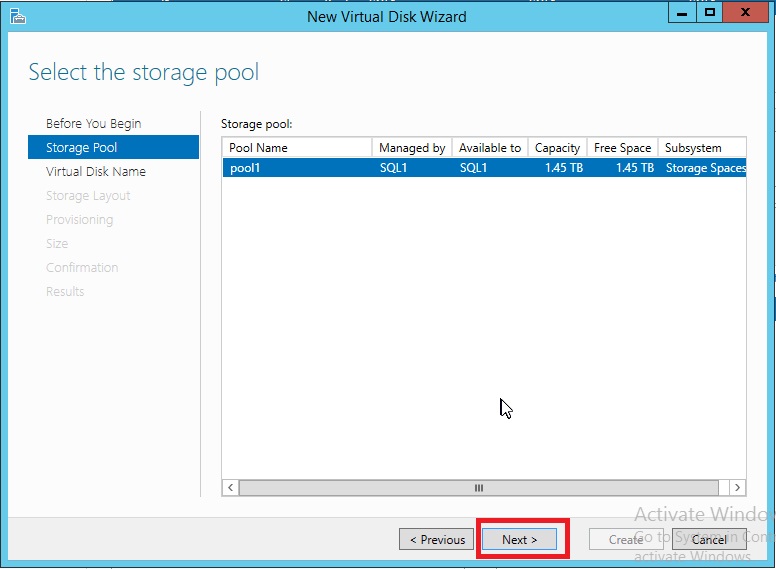 New Virtual Disk Wizard
Select the storage pool
Before You Begin
Storage Pool
Virtual Disk Name
Storage Layout
Provisioning
Size
Confirmation
Results
Storage pool:
Pool Name Managed by Available to Capacity Free Space Subsystem
pool1 SQL1 SQL1 1.45 TB 1.45 TB Storage Spaces
Activate Windo
Go to System in Con
activate Windows.
< Previous Next > Create Cancel